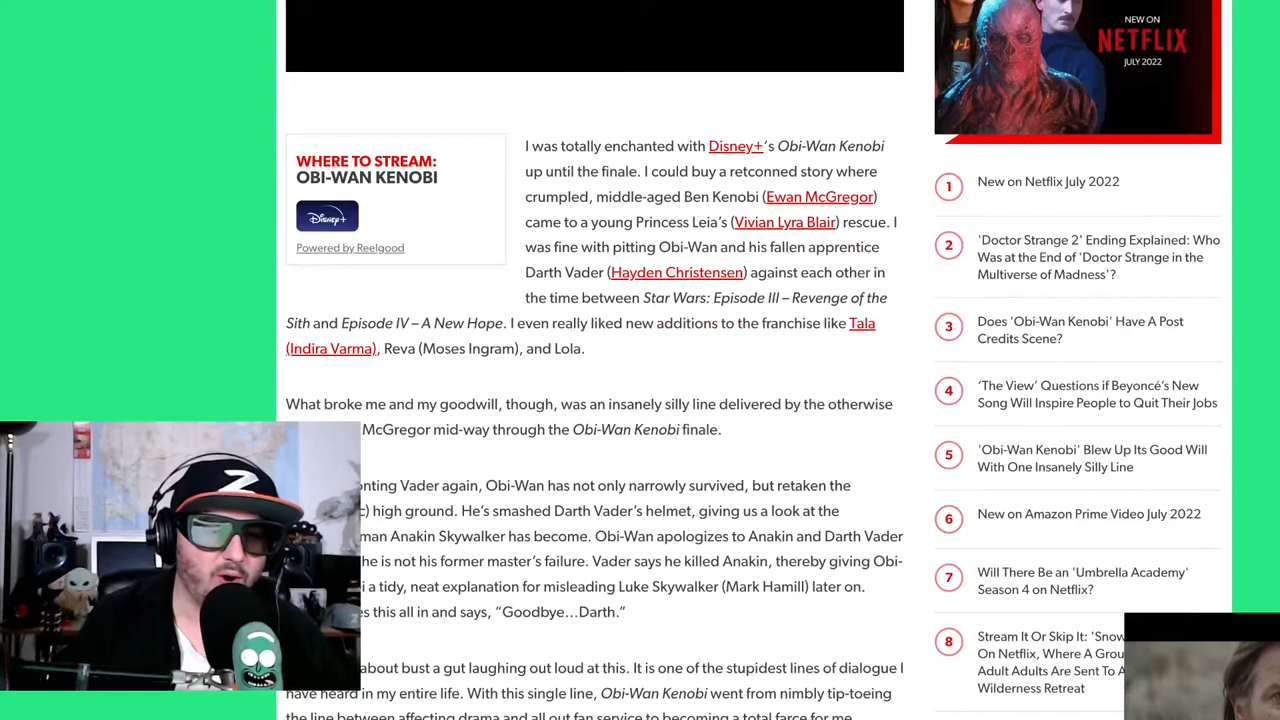 NEW ON
NETFLIX
JULY 2022
WHERE TO STREAM:
OBI-WAN KENOBI
Disney+
Powered by Reelgood
I was totally enchanted with Disney+'s Obi-Wan Kenobi
up until the finale. I could buy a retconned story where
crumpled, middle-aged Ben Kenobi (Ewan McGregor)
came to a young Princess Leia's (Vivian Lyra Blair) rescue. I
was fine with pitting Obi-Wan and his fallen apprentice
Darth Vader (Hayden Christensen) against each other in
the time between Star Wars: Episode III – Revenge of the
Sith and Episode IV – A New Hope. I even really liked new additions to the franchise like Tala
(Indira Varma), Reva (Moses Ingram), and Lola.
What broke me and my goodwill, though, was an insanely silly line delivered by the otherwise
McGregor mid-way through the Obi-Wan Kenobi finale.
Vader again, Obi-Wan has not only narrowly survived, but retaken the
high ground. He's smashed Darth Vader's helmet, giving us a look at the
Anakin Skywalker has become. Obi-Wan apologizes to Anakin and Darth Vader
he is not his former master's failure. Vader says he killed Anakin, thereby giving Obi-
a tidy, neat explanation for misleading Luke Skywalker (Mark Hamill) later on.
this all in and says, “Goodbye…Darth.”
about bust a gut laughing out loud at this. It is one of the stupidest lines of dialogue I
have heard in my entire life. With this single line, Obi-Wan Kenobi went from nimbly tip-toeing
the line between affecting drama and all out fan service to becoming a total farce for me.
1 New on Netflix July 2022
2 'Doctor Strange 2' Ending Explained: Who
Was at the End of 'Doctor Strange in the
Multiverse of Madness'?
3 Does 'Obi-Wan Kenobi' Have A Post
Credits Scene?
4 ‘The View’ Questions if Beyoncé’s New
Song Will Inspire People to Quit Their Jobs
5 'Obi-Wan Kenobi' Blew Up Its Good Will
With One Insanely Silly Line
6 New on Amazon Prime Video July 2022
7 Will There Be an 'Umbrella Academy'
Season 4 on Netflix?
8 Stream It Or Skip It:
On Netflix, Where A
Adult Adults Are Sent To A
Wilderness Retreat